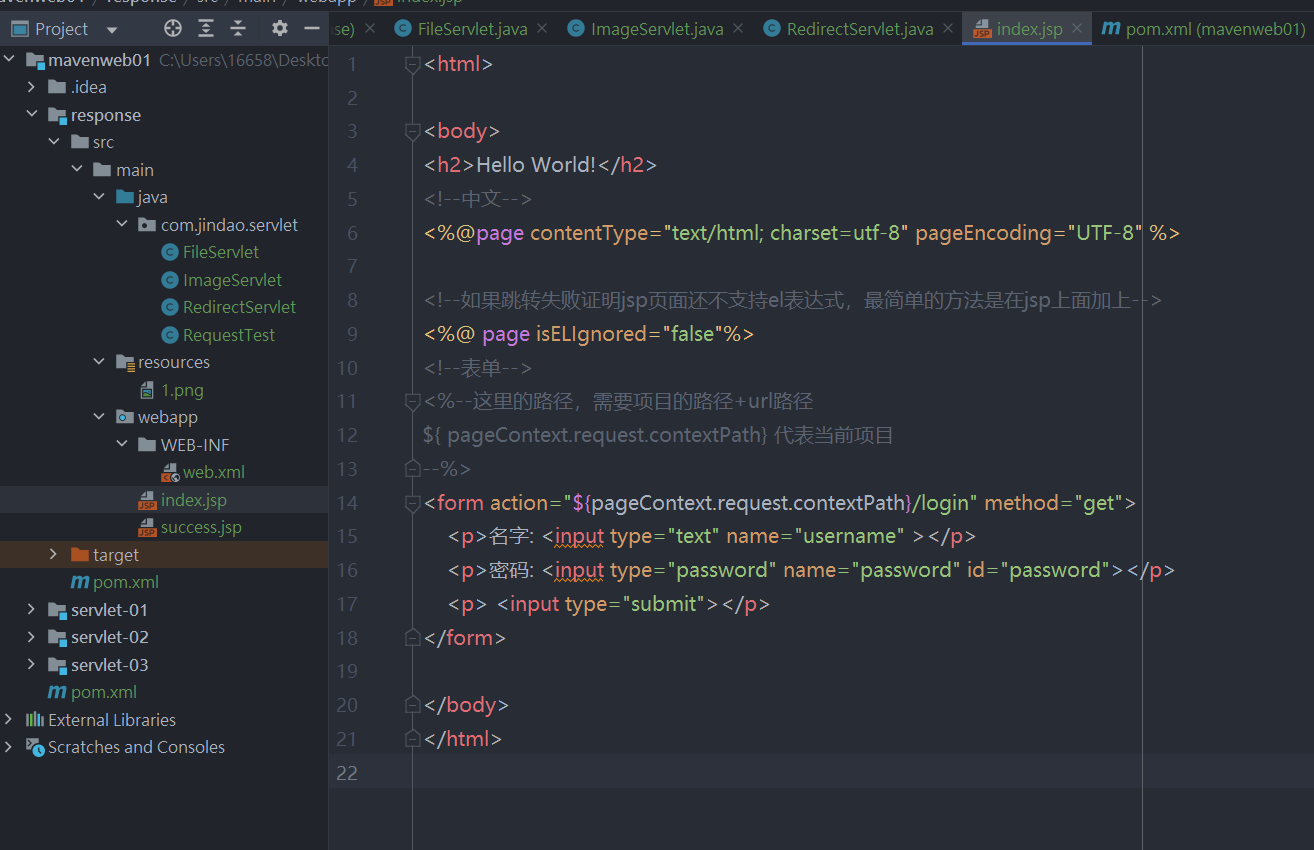 Project
se)
FileServlet.java
ImageServlet.java
RedirectServlet.java
index.jsp
pom.xml (mavenweb01)
mavenweb01 C:\Users\16658\Deskto
.idea
response
src
main
java
com.jindao.servlet
FileServlet
ImageServlet
RedirectServlet
RequestTest
resources
1.png
webapp
WEB-INF
web.xml
index.jsp
success.jsp
target
pom.xml
servlet-01
servlet-02
servlet-03
pom.xml
External Libraries
Scratches and Consoles
1 <html>
2
3 <body>
4 <h2>Hello World!</h2>
5 <!--中文-->
6 <%@page contentType="text/html; charset=utf-8" pageEncoding="UTF-8" %>
7
8 <!--如果跳转失败证明jsp页面还不支持el表达式，最简单的方法是在jsp上面加上-->
9 <%@ page isELIgnored="false"%>
10 <!--表单-->
11 <%--这里的路径，需要项目的路径+url路径
12 ${ pageContext.request.contextPath} 代表当前项目
13 --%>
14 <form action="${pageContext.request.contextPath}/login" method="get">
15 <p>名字: <input type="text" name="username" ></p>
16 <p>密码: <input type="password" name="password" id="password"></p>
17 <p> <input type="submit"></p>
18 </form>
19
20 </body>
21 </html>
22